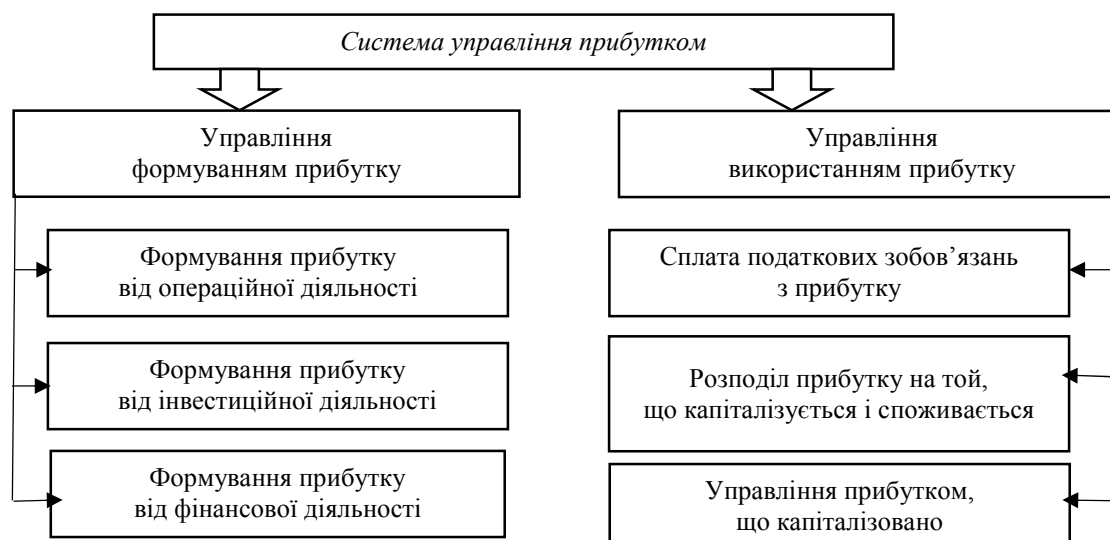 Система управління прибутком
Управління
формуванням прибутку
Управління
використанням прибутку
Формування прибутку
від операційної діяльності
Сплата податкових зобов’язань
з прибутку
Формування прибутку
від інвестиційної діяльності
Розподіл прибутку на той,
що капіталізується і споживається
Формування прибутку
від фінансової діяльності
Управління прибутком,
що капіталізовано